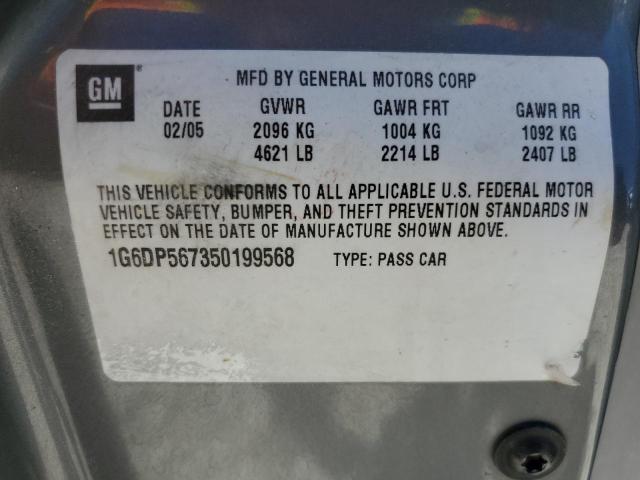 GM®
MFD BY GENERAL MOTORS CORP
DATE GVWR GAWR FRT GAWR RR
02/05 2096 KG 1004 KG 1092 KG
4621 LB 2214 LB 2407 LB
THIS VEHICLE CONFORMS TO ALL APPLICABLE U.S. FEDERAL MOTOR
VEHICLE SAFETY, BUMPER, AND THEFT PREVENTION STANDARDS IN
EFFECT ON THE DATE OF MANUFACTURE SHOWN ABOVE.
1G6DP567350199568 TYPE: PASS CAR